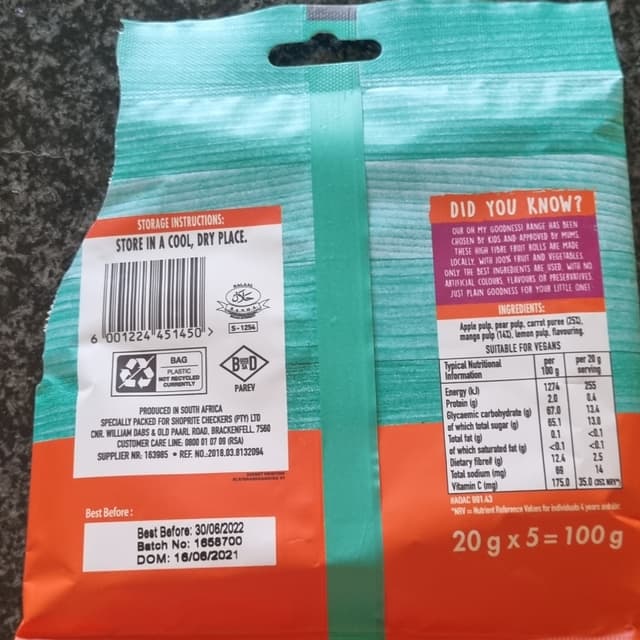 STORAGE INSTRUCTIONS:
STORE IN A COOL, DRY PLACE.
6 001224 451450 >
HALAAL
S-1254
BAG
PLASTIC
NOT RECYCLED
CURRENTLY
B D
PAREV
PRODUCED IN SOUTH AFRICA
SPECIALLY PACKED FOR SHOPRITE CHECKERS (PTY) LTD
CNR. WILLIAM DABS & OLD PAARL ROAD, BRACKENFELL, 7560
CUSTOMER CARE LINE: 0800 01 07 09 (RSA)
SUPPLIER NR: 163985 • REF. NO.:2018.03.8132094
Best Before :
Best Before: 30/06/2022
Batch No: 1658700
DOM: 16/06/2021
DID YOU KNOW?
OUR OH MY GOODNESS! RANGE HAS BEEN
CHOSEN BY KIDS AND APPROVED BY MUMS.
THESE HIGH FIBRE FRUIT ROLLS ARE MADE
LOCALLY, WITH 100% FRUIT AND VEGETABLES.
ONLY THE BEST INGREDIENTS ARE USED, WITH NO
ARTIFICIAL COLOURS, FLAVOURS OR PRESERVATIVES.
JUST PLAIN GOODNESS FOR YOUR LITTLE ONE!
INGREDIENTS:
Apple pulp, pear pulp, carrot puree (25%),
mango pulp (14%), lemon pulp, flavouring.
SUITABLE FOR VEGANS
Typical Nutritional Information per 100 g per 20 g serving
Energy (kJ) 1274 255
Protein (g) 2.0 0.4
Glycaemic carbohydrate (g) 67.0 13.4
of which total sugar (g) 65.1 13.0
Total fat (g) 0.1 <0.1
of which saturated fat (g) <0.1 <0.1
Dietary fibre# (g) 12.4 2.5
Total sodium (mg) 69 14
Vitamin C (mg) 175.0 35.0 (35% NRV*)
#AOAC 991.43
*NRV = Nutrient Reference Values for individuals 4 years and older
20 g x 5 = 100 g